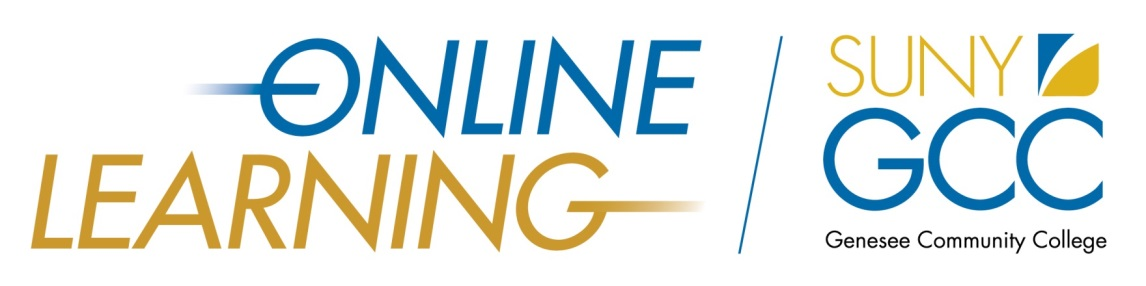 ONLINE
LEARNING
SUNY
GCC
Genesee Community College